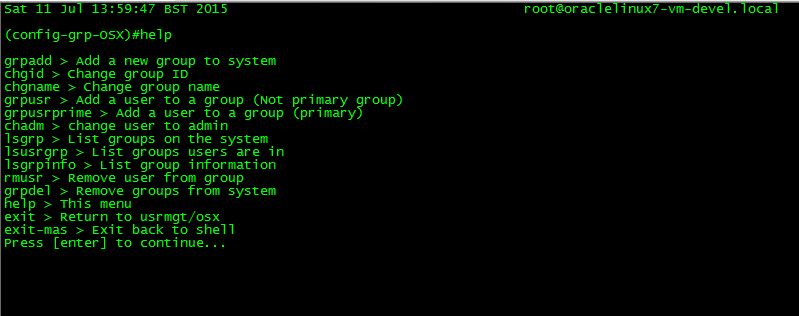 Sat 11 Jul 13:59:47 BST 2015 root@oraclelinux7-vm-devel.local
(config-grp-OSX)#help
grpadd > Add a new group to system
chgid > Change group ID
chgname > Change group name
grpusr > Add a user to a group (Not primary group)
grpusrprime > Add a user to a group (primary)
chadm > change user to admin
lsgrp > List groups on the system
lsusrgrp > List groups users are in
lsgrpinfo > List group information
rmusr > Remove user from group
grpdel > Remove groups from system
help > This menu
exit > Return to usrmgt/osx
exit-mas > Exit back to shell
Press [enter] to continue...